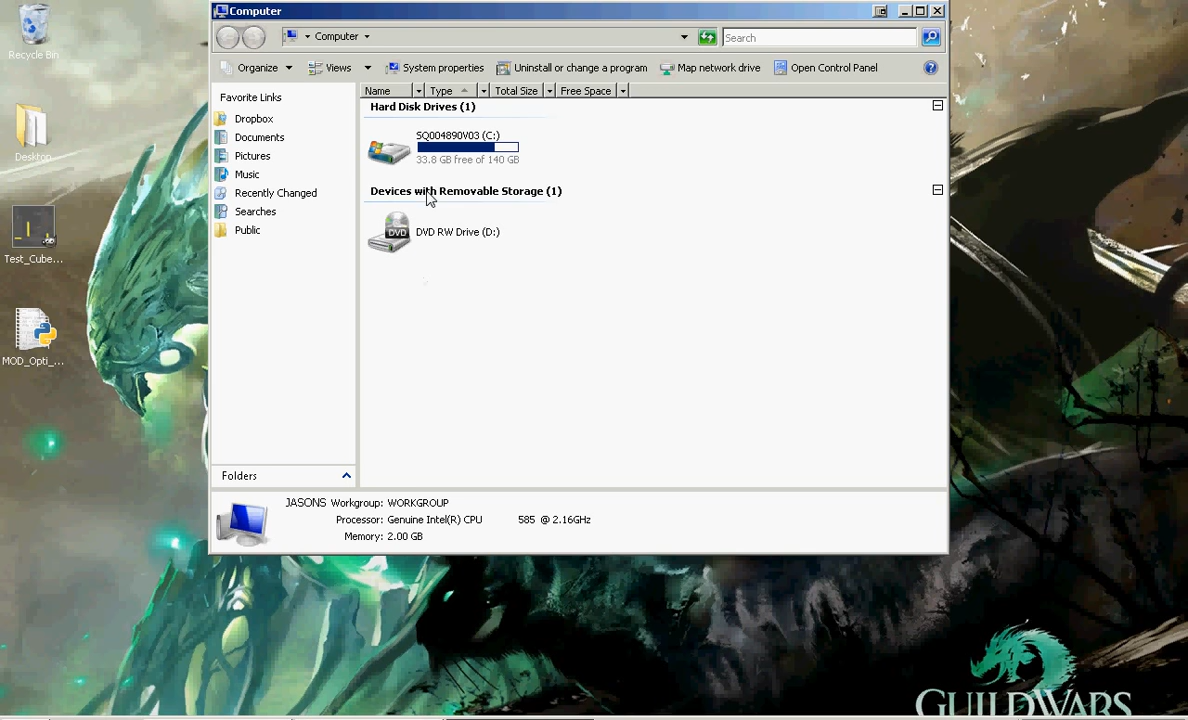 Computer
Recycle Bin
Desktop
Test_Cube...
MOD_Opti_...
Computer
Search
Organize
Views
System properties
Uninstall or change a program
Map network drive
Open Control Panel
Favorite Links
Dropbox
Documents
Pictures
Music
Recently Changed
Searches
Public
Folders
Name
Type
Total Size
Free Space
Hard Disk Drives (1)
SQ004890V03 (C:)
33.8 GB free of 140 GB
Devices with Removable Storage (1)
DVD
DVD RW Drive (D:)
JASONS Workgroup: WORKGROUP
Processor: Genuine Intel(R) CPU 585 @ 2.16GHz
Memory: 2.00 GB
GUILDWARS